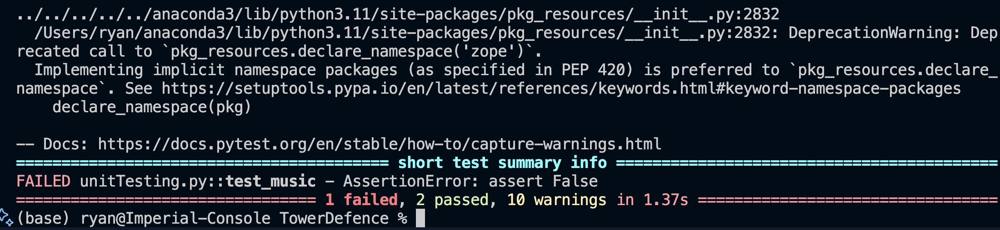 ../../../../../anaconda3/lib/python3.11/site-packages/pkg_resources/__init__.py:2832
  /Users/ryan/anaconda3/lib/python3.11/site-packages/pkg_resources/__init__.py:2832: DeprecationWarning: Dep
recated call to `pkg_resources.declare_namespace('zope')`.
  Implementing implicit namespace packages (as specified in PEP 420) is preferred to `pkg_resources.declare_
namespace`. See https://setuptools.pypa.io/en/latest/references/keywords.html#keyword-namespace-packages
    declare_namespace(pkg)

-- Docs: https://docs.pytest.org/en/stable/how-to/capture-warnings.html
========================================= short test summary info ==========================================
FAILED unitTesting.py::test_music - AssertionError: assert False
================================= 1 failed, 2 passed, 10 warnings in 1.37s =================================
(base) ryan@Imperial-Console TowerDefence %